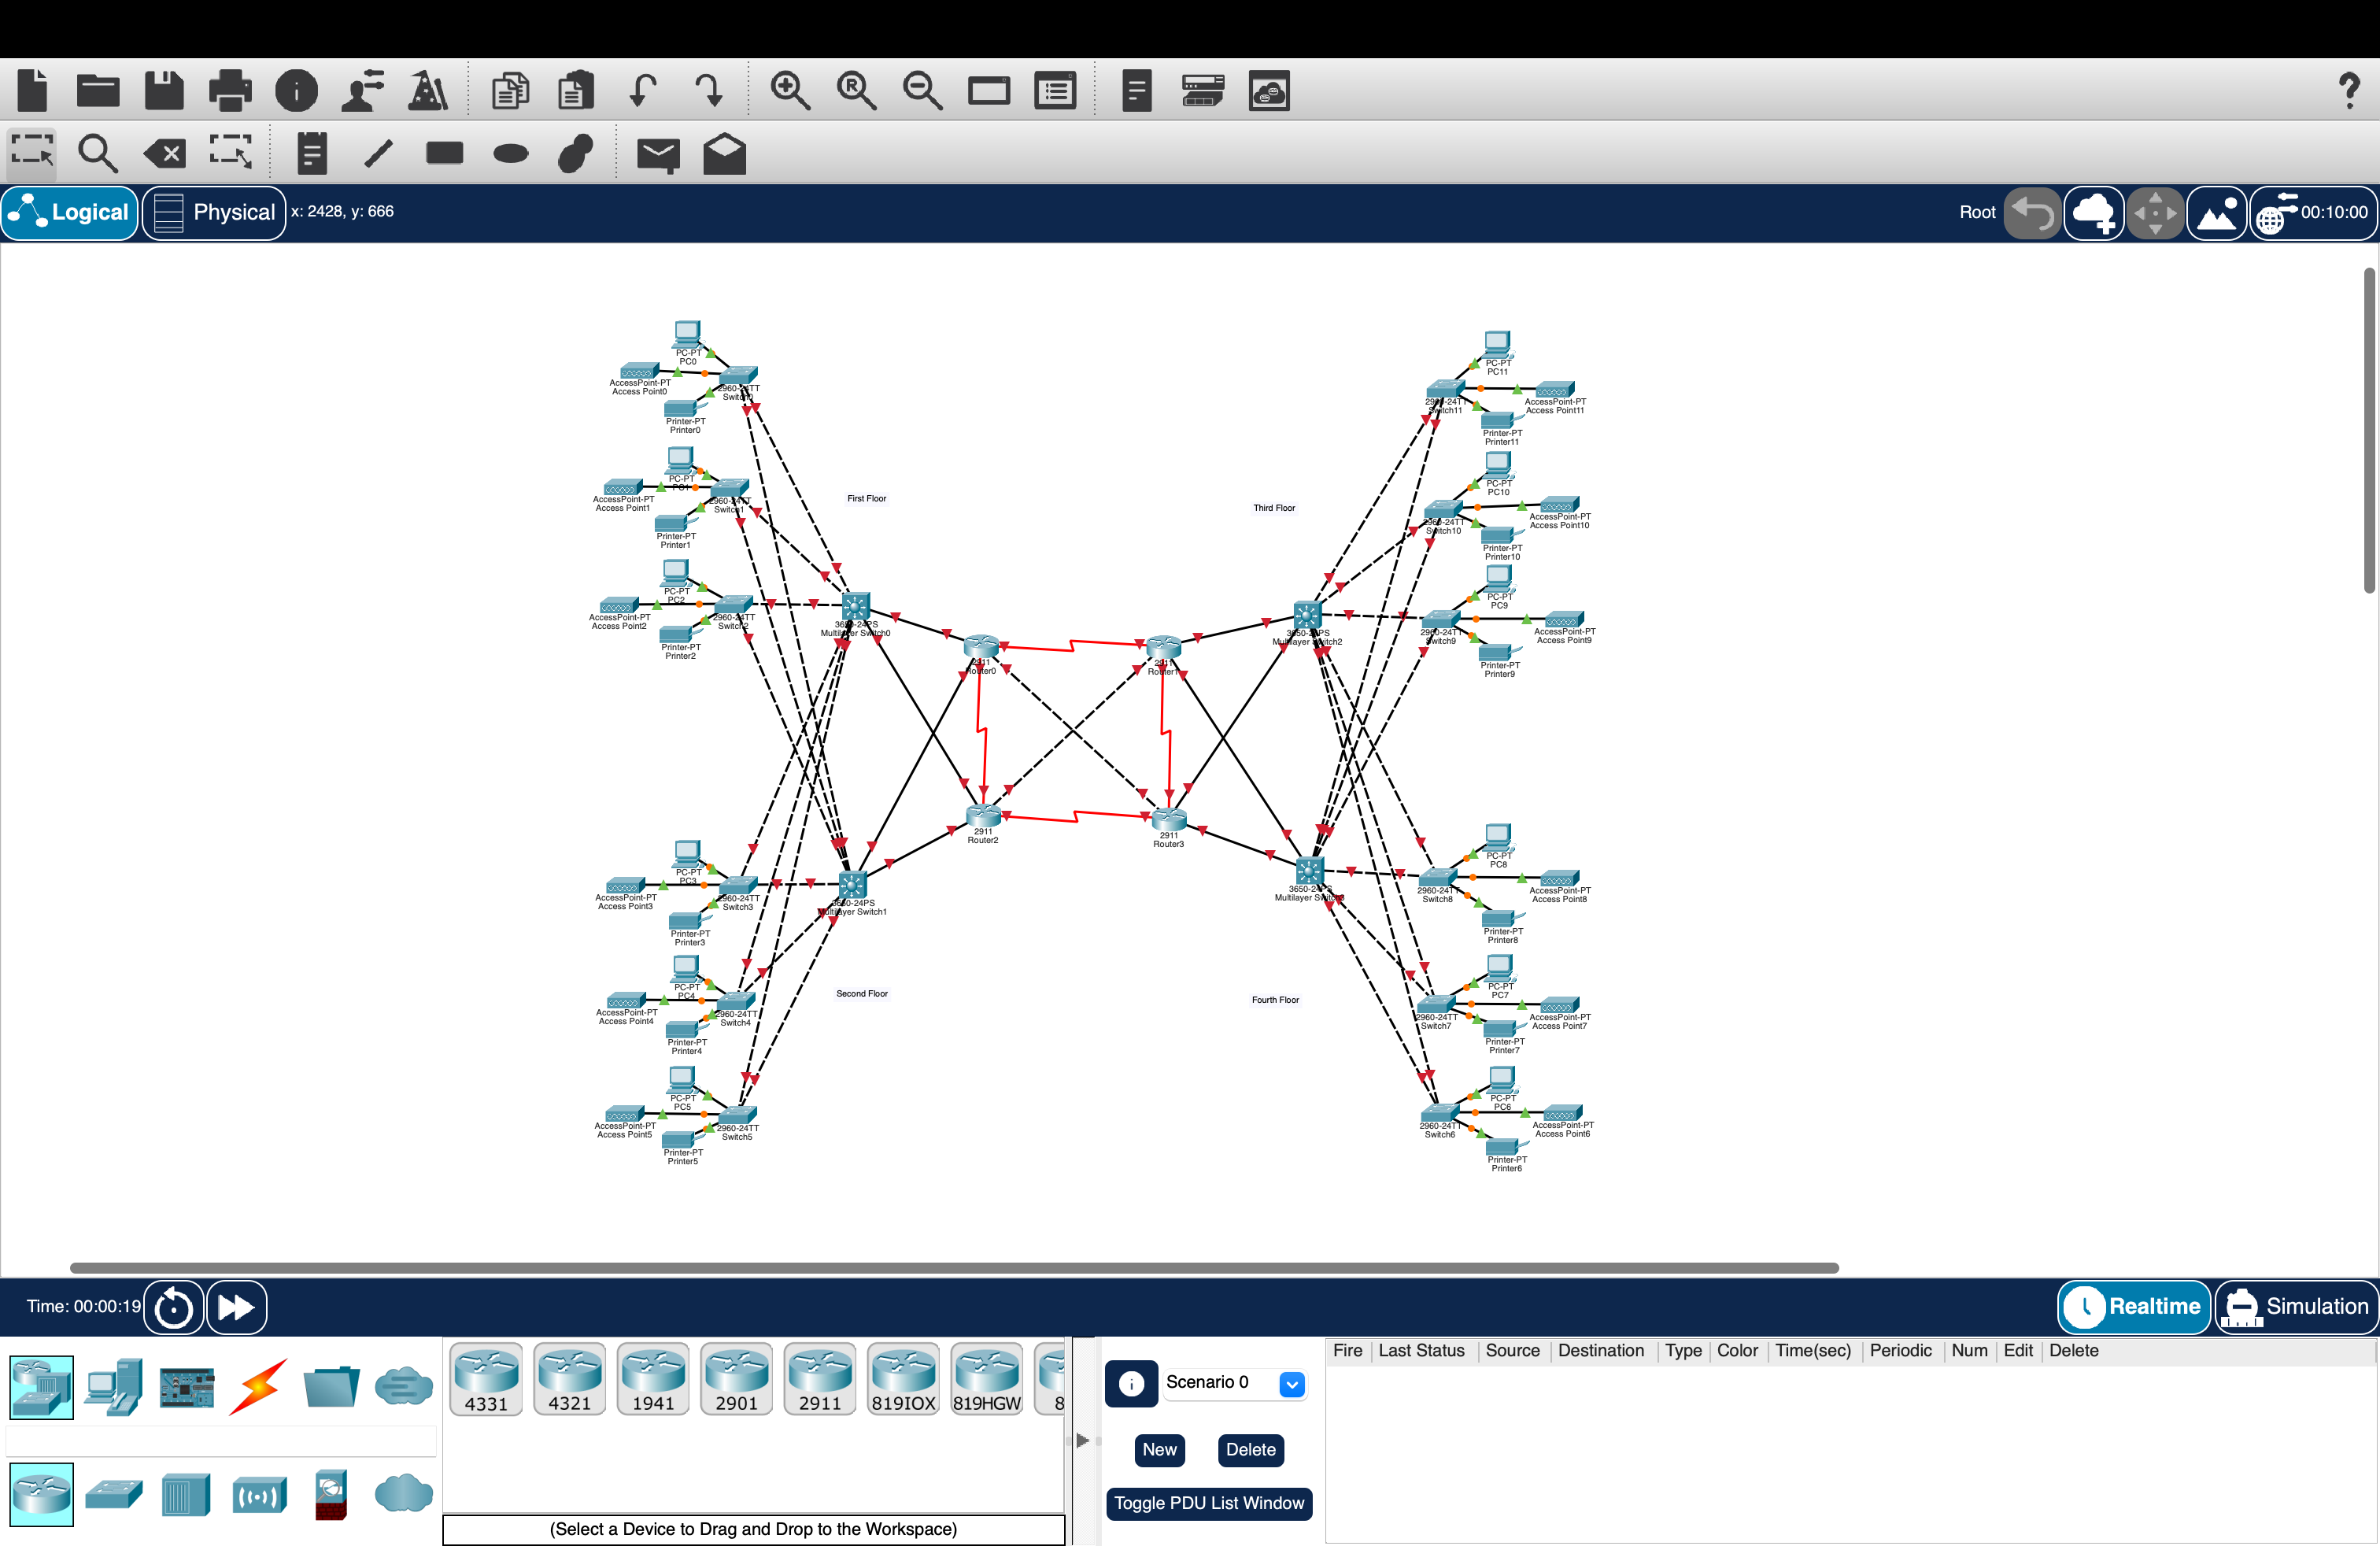 Logical
Physical
x: 2428, y: 666
Root
00:10:00
PC-PT
PC0
AccessPoint-PT
Access Point0
2960-24TT
Switch0
Printer-PT
Printer0
PC-PT
PC1
AccessPoint-PT
Access Point1
2960-24TT
Switch1
Printer-PT
Printer1
PC-PT
PC2
AccessPoint-PT
Access Point2
2960-24TT
Switch2
Printer-PT
Printer2
First Floor
3650-24PS
Multilayer Switch0
2911
Router0
2911
Router1
Third Floor
3650-24PS
Multilayer Switch2
PC-PT
PC11
2960-24TT
Switch11
AccessPoint-PT
Access Point11
Printer-PT
Printer11
PC-PT
PC10
2960-24TT
Switch10
AccessPoint-PT
Access Point10
Printer-PT
Printer10
PC-PT
PC9
2960-24TT
Switch9
AccessPoint-PT
Access Point9
Printer-PT
Printer9
PC-PT
PC3
AccessPoint-PT
Access Point3
2960-24TT
Switch3
Printer-PT
Printer3
PC-PT
PC4
AccessPoint-PT
Access Point4
2960-24TT
Switch4
Printer-PT
Printer4
PC-PT
PC5
AccessPoint-PT
Access Point5
2960-24TT
Switch5
Printer-PT
Printer5
3650-24PS
Multilayer Switch1
Second Floor
2911
Router2
2911
Router3
3650-24PS
Multilayer Switch3
Fourth Floor
PC-PT
PC8
2960-24TT
Switch8
AccessPoint-PT
Access Point8
Printer-PT
Printer8
PC-PT
PC7
2960-24TT
Switch7
AccessPoint-PT
Access Point7
Printer-PT
Printer7
PC-PT
PC6
2960-24TT
Switch6
AccessPoint-PT
Access Point6
Printer-PT
Printer6
Time: 00:00:19
Realtime
Simulation
4331
4321
1941
2901
2911
819IOX
819HGW
8
(Select a Device to Drag and Drop to the Workspace)
Scenario 0
New
Delete
Toggle PDU List Window
Fire Last Status Source Destination Type Color Time(sec) Periodic Num Edit Delete